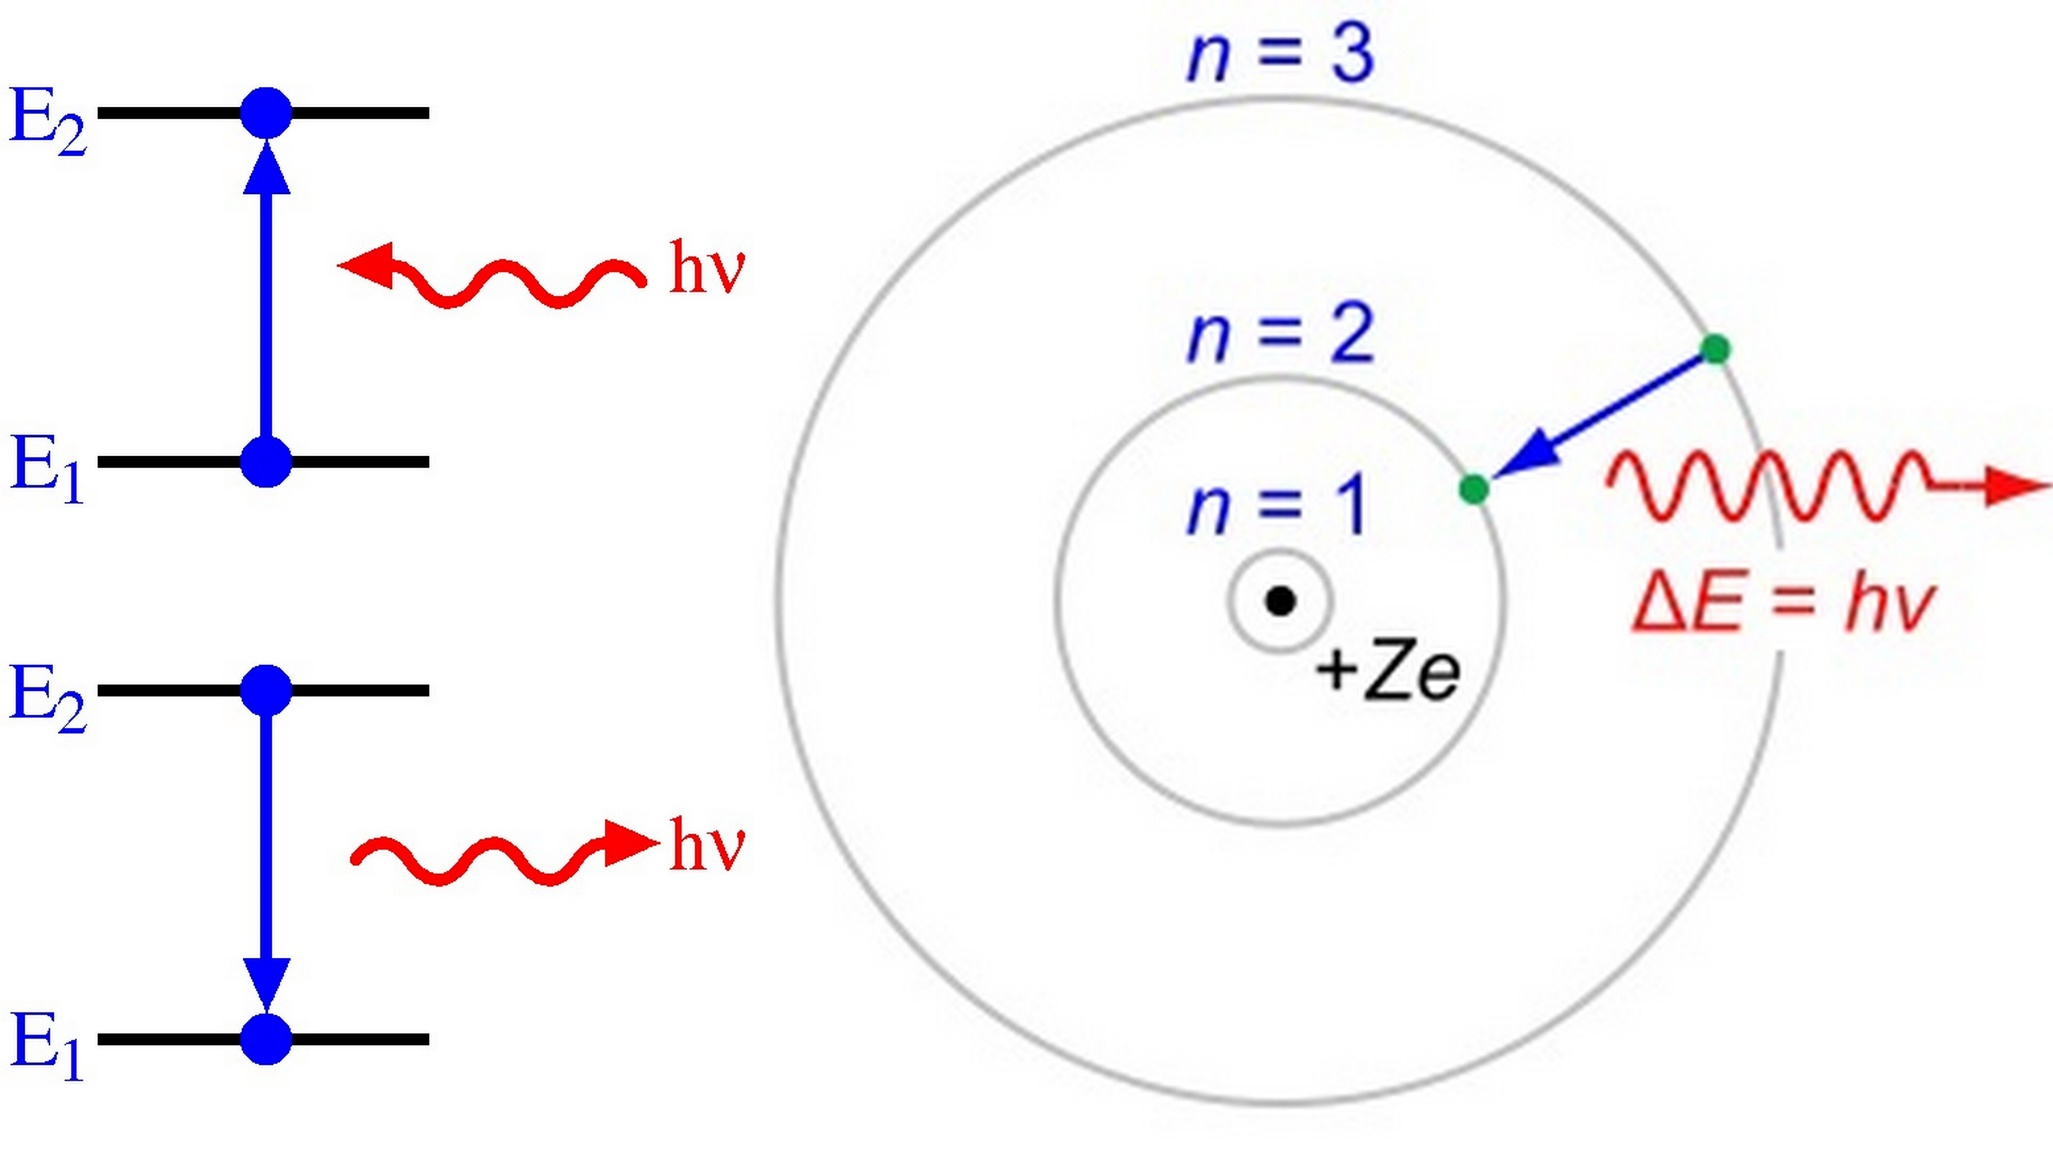 E2
hν
E1
E2
hν
E1
n = 3
n = 2
n = 1
+Ze
ΔE = hν